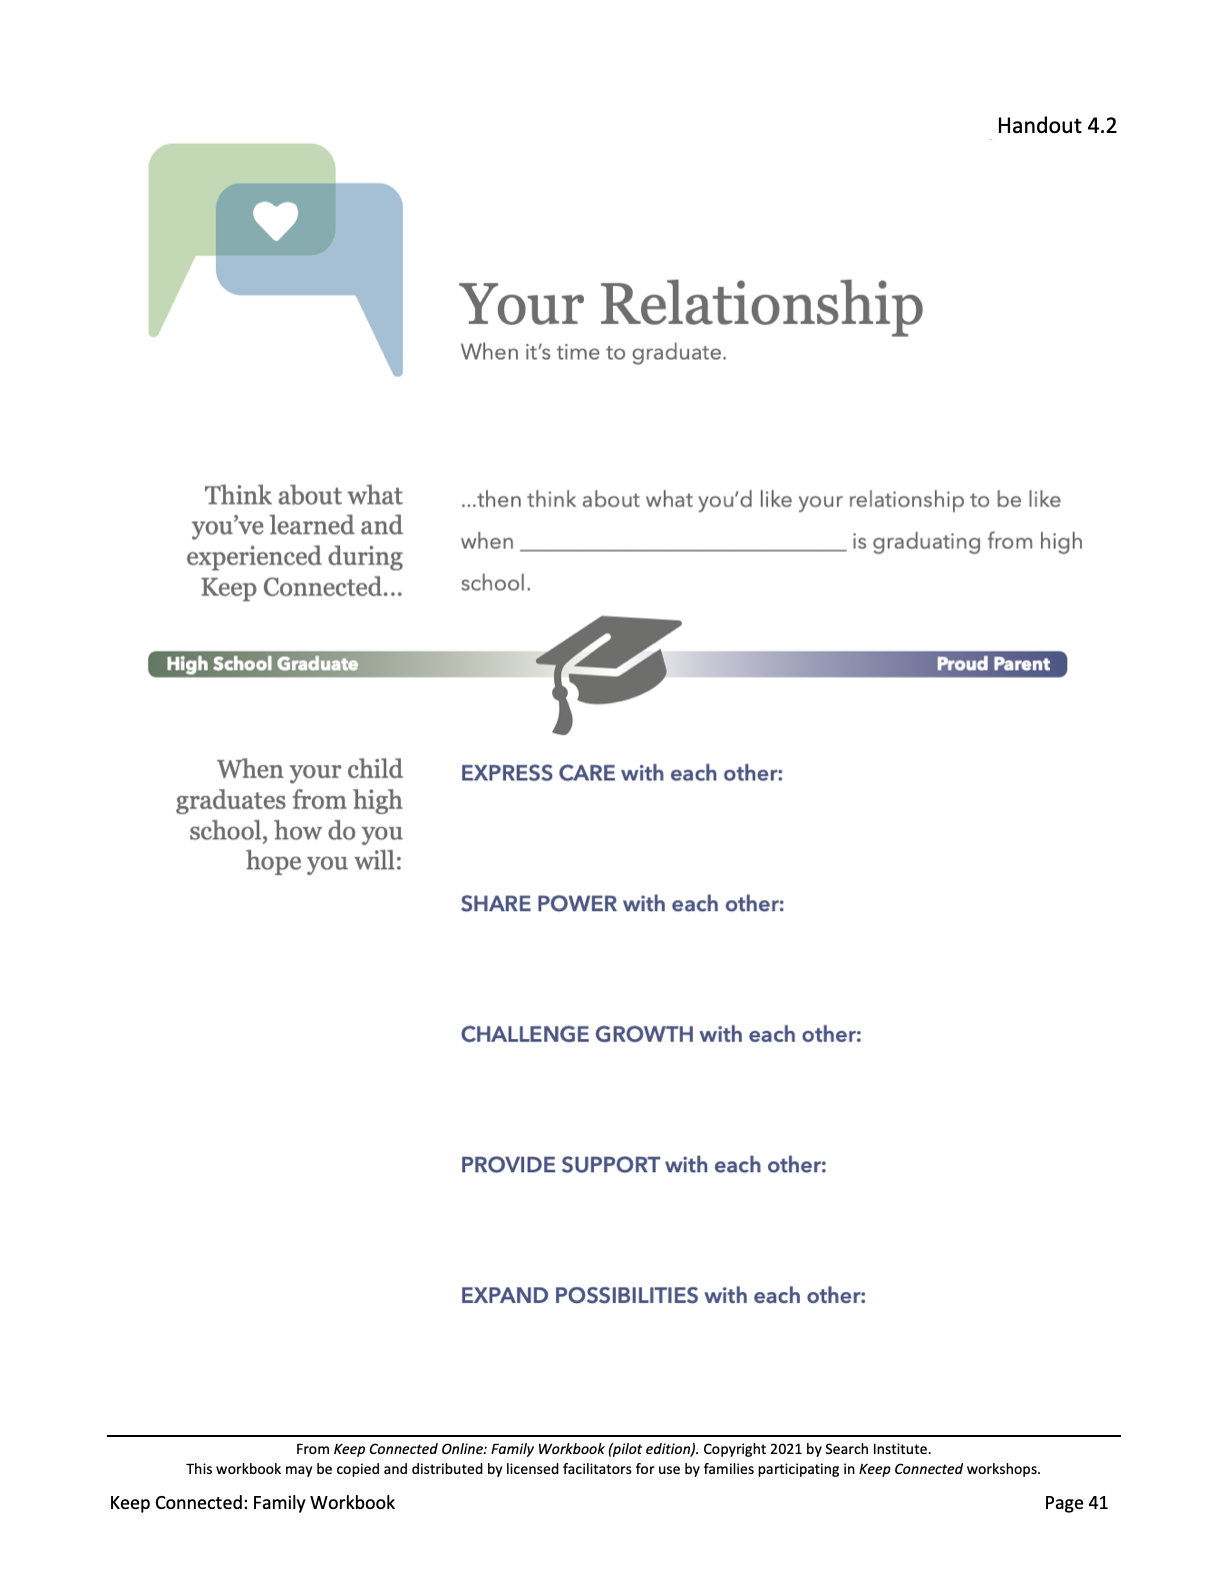 Handout 4.2
Your Relationship
When it's time to graduate.
Think about what
you've learned and
experienced during
Keep Connected...
...then think about what you'd like your relationship to be like
when ______________________________ is graduating from high
school.
High School Graduate
Proud Parent
When your child
graduates from high
school, how do you
hope you will:
EXPRESS CARE with each other:
SHARE POWER with each other:
CHALLENGE GROWTH with each other:
PROVIDE SUPPORT with each other:
EXPAND POSSIBILITIES with each other:
From Keep Connected Online: Family Workbook (pilot edition). Copyright 2021 by Search Institute.
This workbook may be copied and distributed by licensed facilitators for use by families participating in Keep Connected workshops.
Keep Connected: Family Workbook
Page 41